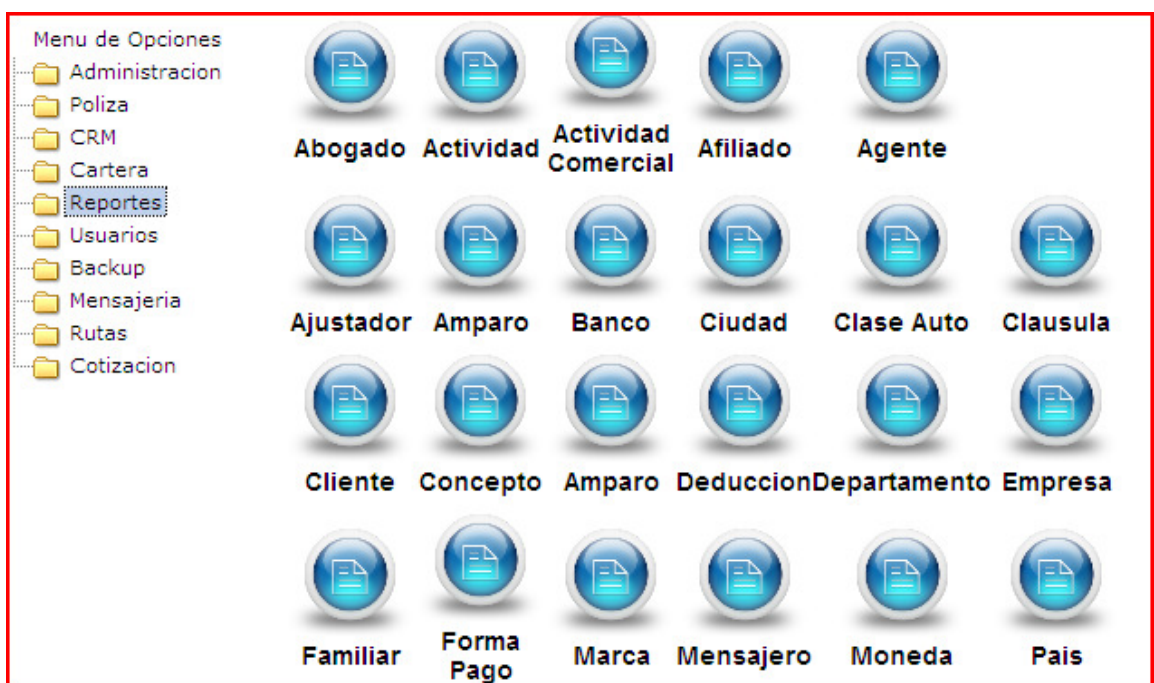 Menu de Opciones
Administracion
Poliza
CRM
Cartera
Reportes
Usuarios
Backup
Mensajeria
Rutas
Cotizacion
Abogado
Actividad
Actividad
Comercial
Afiliado
Agente
Ajustador
Amparo
Banco
Ciudad
Clase Auto
Clausula
Cliente
Concepto
Amparo
Deduccion
Departamento
Empresa
Familiar
Forma
Pago
Marca
Mensajero
Moneda
Pais